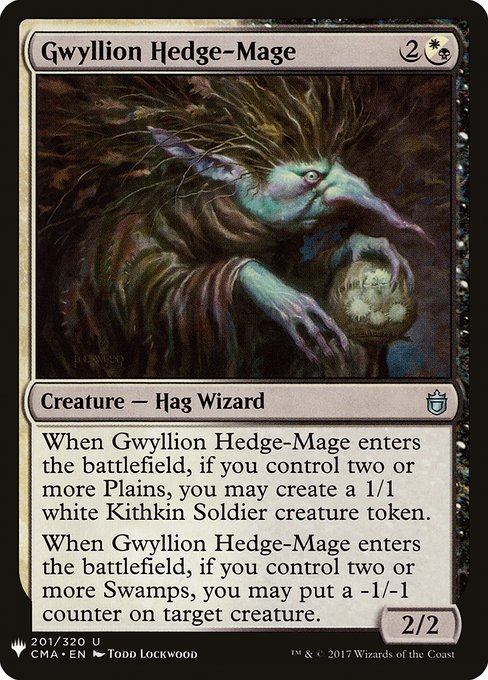 Gwyllion Hedge-Mage 2
LOCKWOOD
Creature — Hag Wizard
When Gwyllion Hedge-Mage enters
the battlefield, if you control two or
more Plains, you may create a 1/1
white Kithkin Soldier creature token.
When Gwyllion Hedge-Mage enters
the battlefield, if you control two or
more Swamps, you may put a -1/-1
counter on target creature.
2/2
201/320 U
CMA • EN Todd Lockwood
™ & © 2017 Wizards of the Coast